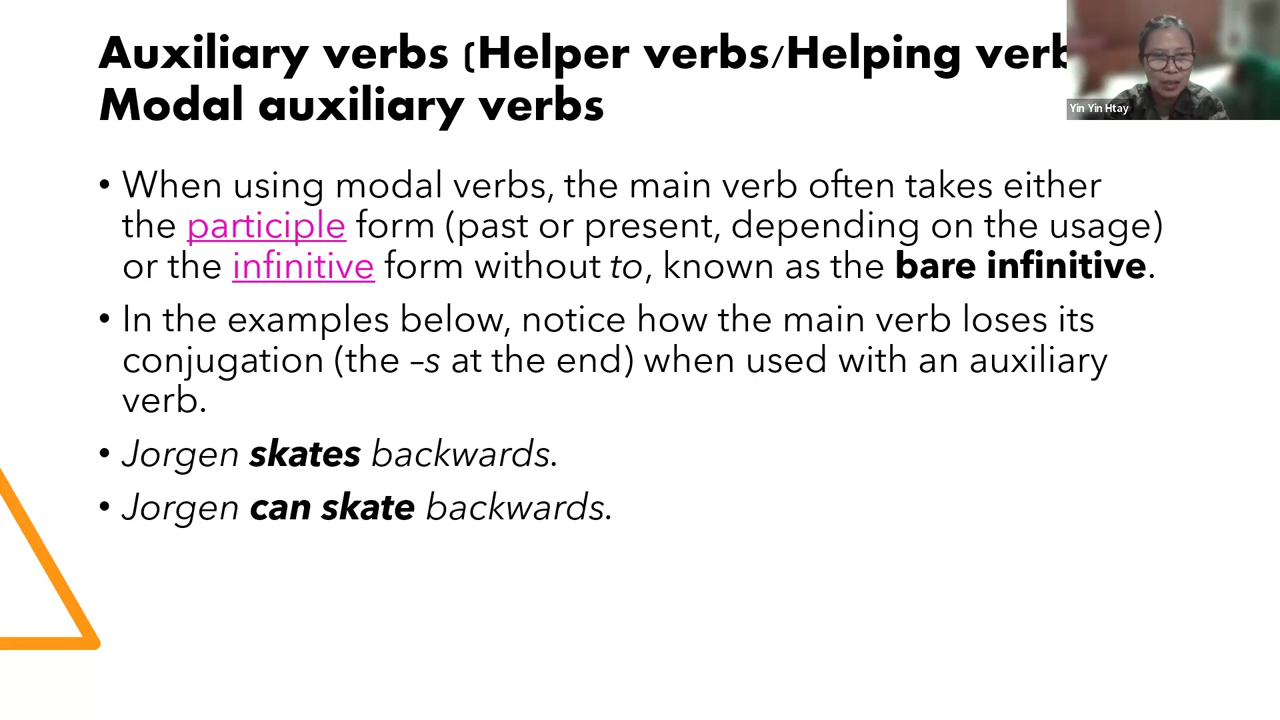 Auxiliary verbs (Helper verbs/Helping verb
Modal auxiliary verbs
Yin Yin Htay
• When using modal verbs, the main verb often takes either
the participle form (past or present, depending on the usage)
or the infinitive form without to, known as the bare infinitive.
• In the examples below, notice how the main verb loses its
conjugation (the –s at the end) when used with an auxiliary
verb.
• Jorgen skates backwards.
• Jorgen can skate backwards.